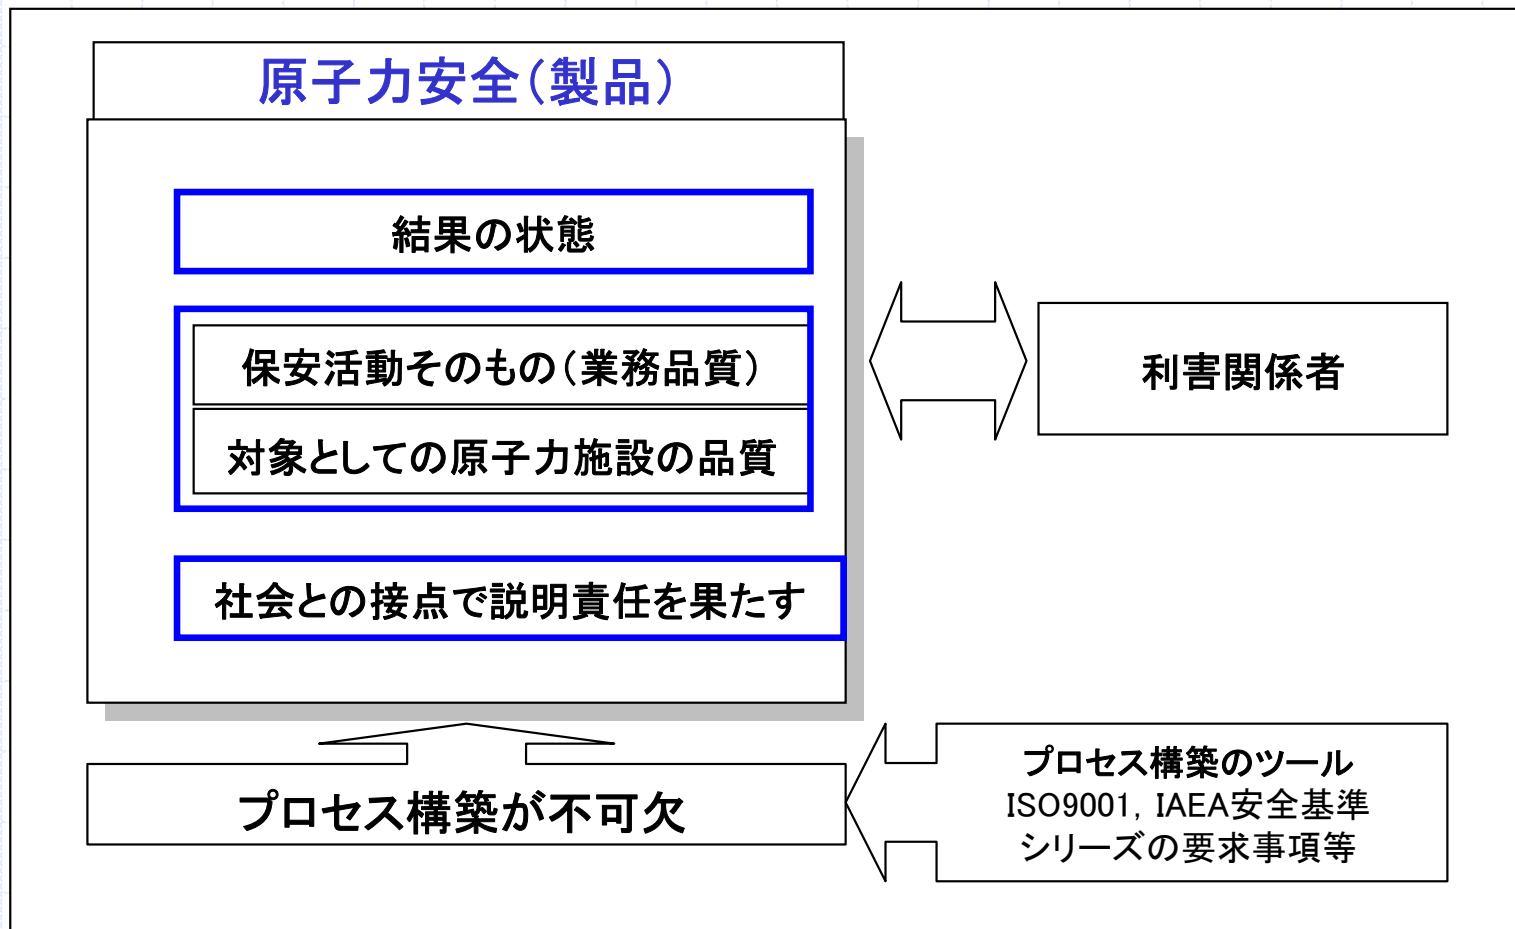 原子力安全(製品)
結果の状態
保安活動そのもの(業務品質)
対象としての原子力施設の品質
社会との接点で説明責任を果たす
利害関係者
プロセス構築が不可欠
プロセス構築のツール
ISO9001, IAEA安全基準
シリーズの要求事項等